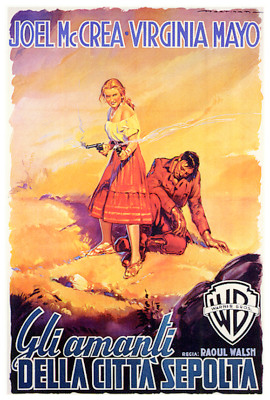 JOEL McCREA · VIRGINIA MAYO
WARNER BROS.
WB
Gli amanti
REGIA: RAOUL WALSH
DELLA CITTÀ SEPOLTA